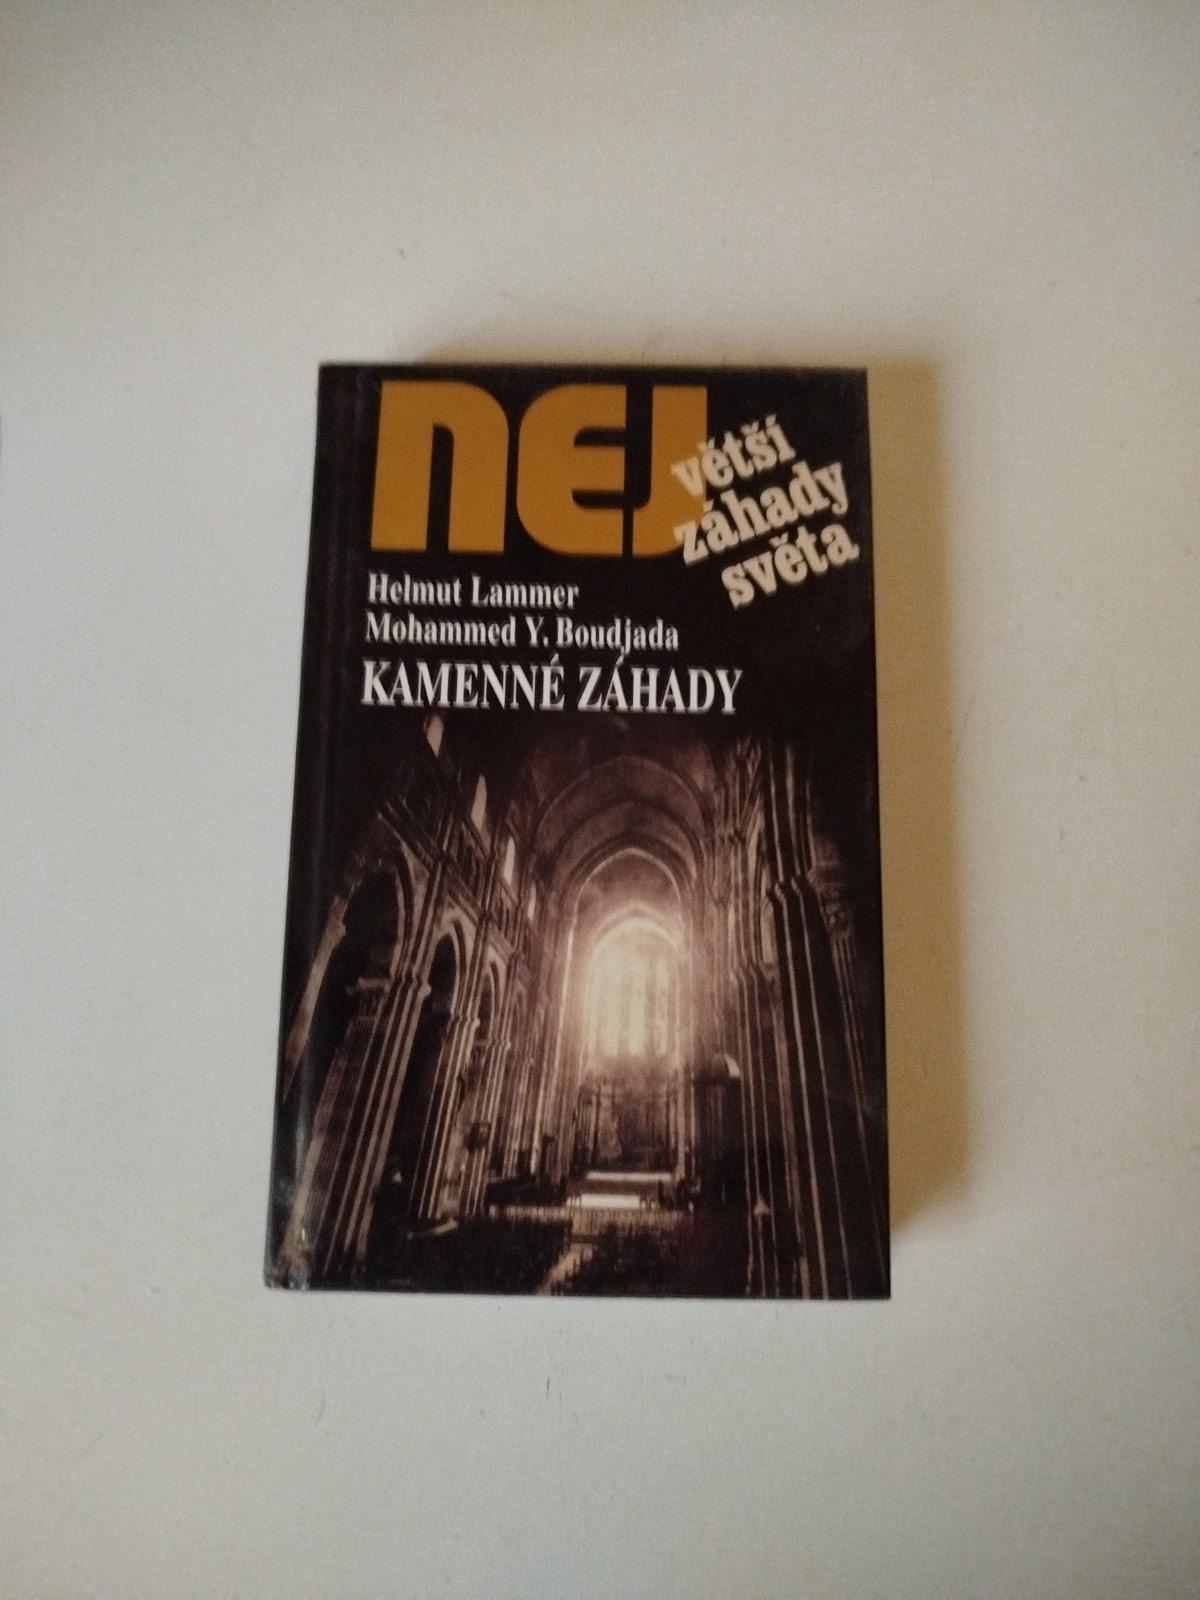 NEJ
větší
záhady
světa
Helmut Lammer
Mohammed Y. Boudjada
KAMENNÉ ZÁHADY